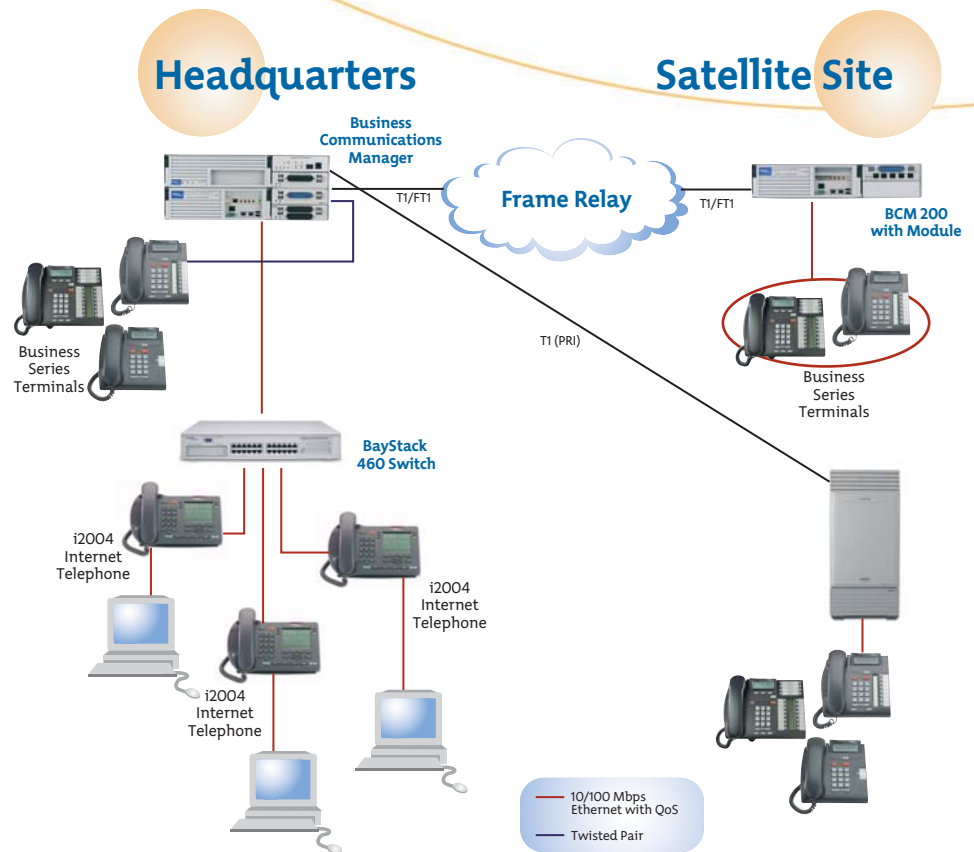 Headquarters
Satellite Site
Business
Communications
Manager
T1/FT1
Frame Relay
T1/FT1
BCM 200
with Module
Business
Series
Terminals
T1 (PRI)
Business
Series
Terminals
BayStack
460 Switch
i2004
Internet
Telephone
i2004
Internet
Telephone
i2004
Internet
Telephone
10/100 Mbps
Ethernet with QoS
Twisted Pair